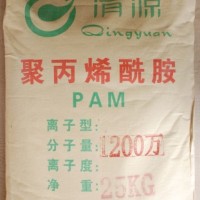 清源
Qingyuan
聚丙烯酰胺
PAM
离子型:
分子量: 1200万
离子度:
净 重: 25KG